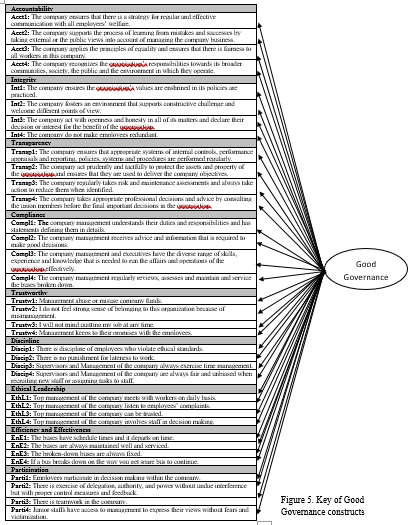 Accountability
Acct1: The company ensures that there is a strategy for regular and effective
communication with all employees' welfare.
Acct2: The company supports the process of learning from mistakes and successes by
taking external or the public views into account of managing the company business.
Acct3: The company applies the principles of equality and ensures that there is fairness to
all workers in this company.
Acct4: The company recognizes the responsibilities towards its broader
communities, society, the public and the environment in which they operate.
Integrity
Int1: The company ensures the values are enshrined in its policies are
practiced.
Int2: The company fosters an environment that supports constructive challenge and
welcome different points of view.
Int3: The company act with openness and honesty in all of its matters and declare their
decision or interest for the benefit of the
Int4: The company do not make employees redundant.
Transparency
Transp1: The company ensures that appropriate systems of internal controls, performance
appraisals and reporting, policies, systems and procedures are performed regularly.
Transp2: The company act prudently and tactfully to protect the assets and property of
the and ensures that they are used to deliver the company objectives.
Transp3: The company regularly takes risk and maintenance assessments and always take
action to reduce them when identified.
Transp4: The company takes appropriate professional decisions and advice by consulting
the union members before the final important decisions in the
Compliance
Compl1: The company management understands their duties and responsibilities and has
statements defining them in details.
Compl2: The company management receives advice and information that is required to
make good decisions.
Compl3: The company management and executives have the diverse range of skills,
experience and knowledge that is needed to run the affairs and operations of the
effectively.
Compl4: The company management regularly reviews, assesses and maintain and service
the buses broken down.
Trustworthy
Trustw1: Management abuse or misuse company funds.
Trustw2: I do not feel strong sense of belonging to this organization because of
mismanagement.
Trustw3: I will not mind quitting my job at any time.
Trustw4: Management keeps to their promises with the employees.
Discipline
Discip1: There is discipline of employees who violate ethical standards.
Discip2: There is no punishment for lateness to work.
Discip3: Supervisors and Management of the company always exercise time management.
Discip4: Supervisors and Management of the company are always fair and unbiased when
recruiting new staff or assigning tasks to staff.
Ethical Leadership
EthL1: Top management of the company meets with workers on daily basis.
EthL2: Top management of the company listen to employees' complaints.
EthL3: Top management of the company can be trusted.
EthL4: Top management of the company involves staff in decision making.
Efficiency and Effectiveness
EnE1: The buses have schedule times and it departs on time.
EnE2: The buses are always maintained well and serviced.
EnE3: The broken-down buses are always fixed.
EnE4: If a bus breaks down on the way you get spare bus to continue.
Participation
Parti1: Employees participate in decision making within the company.
Parti2: There is exercise of delegation, authority, and power without undue interference
but with proper control measures and feedback.
Parti3: There is teamwork in the company.
Parti4: Junior staffs have access to management to express their views without fears and
victimization.
Good
Governance
Figure 5. Key of Good
Governance constructs